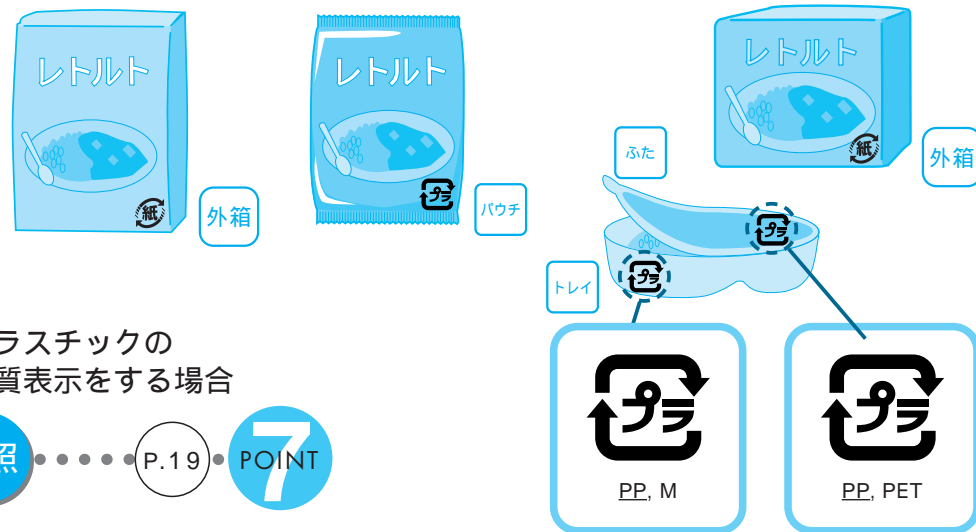 レトルト
紙
外箱
レトルト
プラ
パウチ
レトルト
紙
外箱
ふた
プラ
トレイ
プラ
ラスチックの
質表示をする場合
照
P.19
POINT
7
プラ
PP, M
プラ
PP, PET